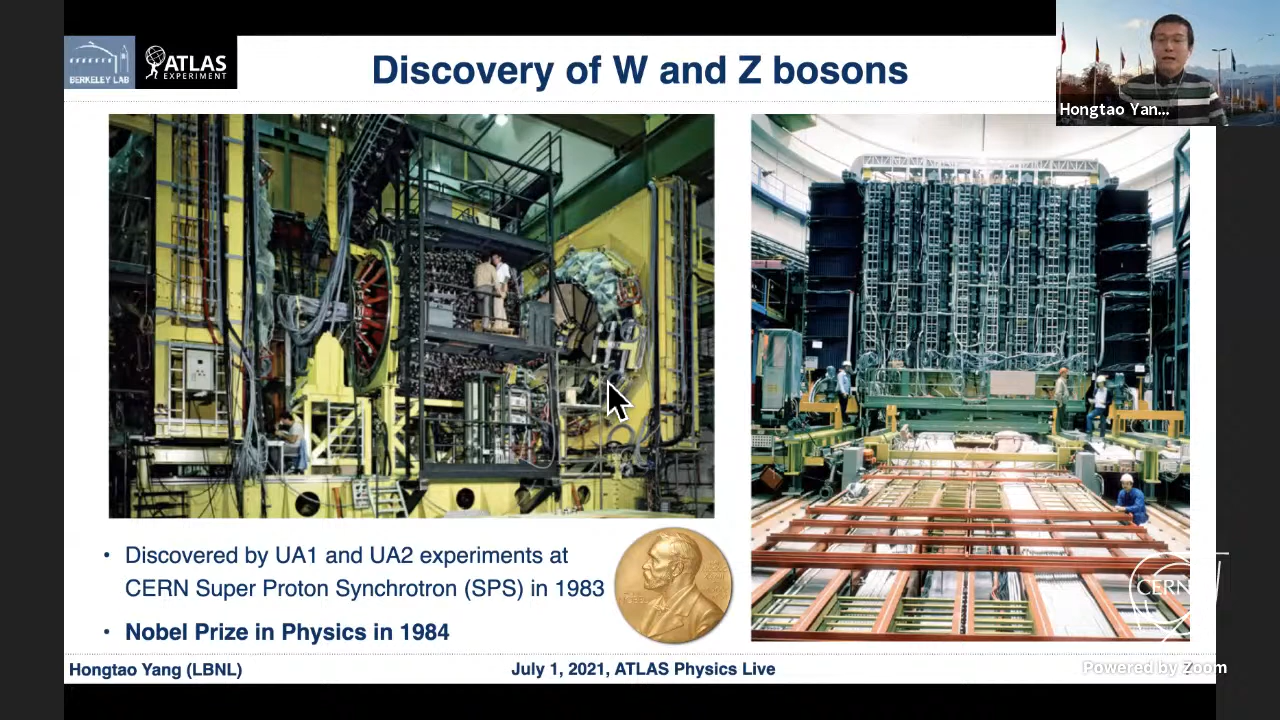 BERKELEY LAB
ATLAS
EXPERIMENT
Discovery of W and Z bosons
Hongtao Yan...
• Discovered by UA1 and UA2 experiments at
CERN Super Proton Synchrotron (SPS) in 1983
• Nobel Prize in Physics in 1984
CERN
Hongtao Yang (LBNL)
July 1, 2021, ATLAS Physics Live
Powered by Zoom